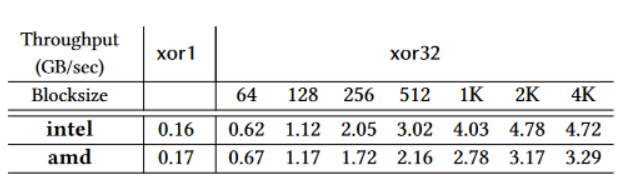 Throughput (GB/sec) xor1 xor32
Blocksize 64 128 256 512 1K 2K 4K
intel 0.16 0.62 1.12 2.05 3.02 4.03 4.78 4.72
amd 0.17 0.67 1.17 1.72 2.16 2.78 3.17 3.29